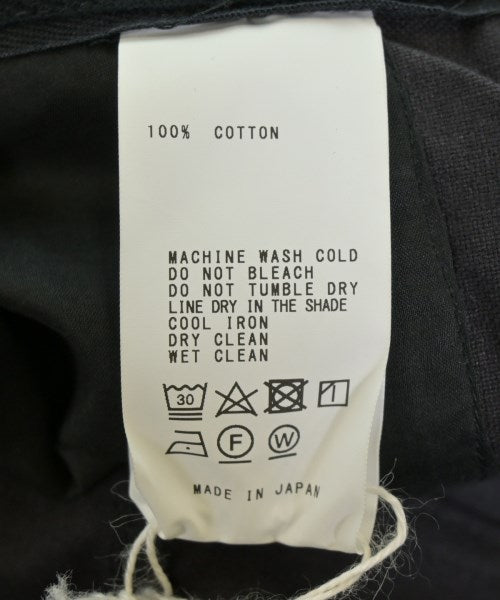 100% COTTON
MACHINE WASH COLD
DO NOT BLEACH
DO NOT TUMBLE DRY
LINE DRY IN THE SHADE
COOL IRON
DRY CLEAN
WET CLEAN
30
F W
MADE IN JAPAN